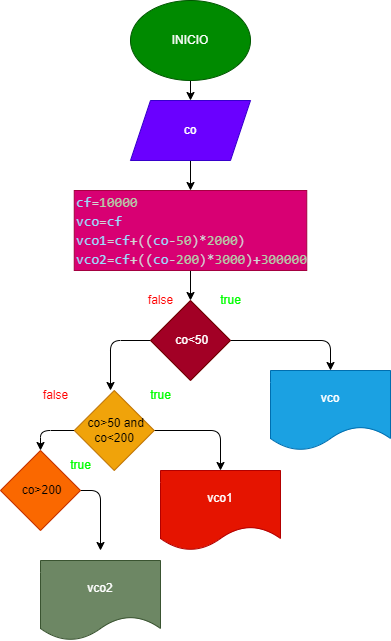 INICIO
co
cf=10000
vco=cf
vco1=cf+((co-50)*2000)
vco2=cf+((co-200)*3000)+300000
false
true
co<50
false
true
vco
co>50 and
co<200
true
co>200
vco1
vco2